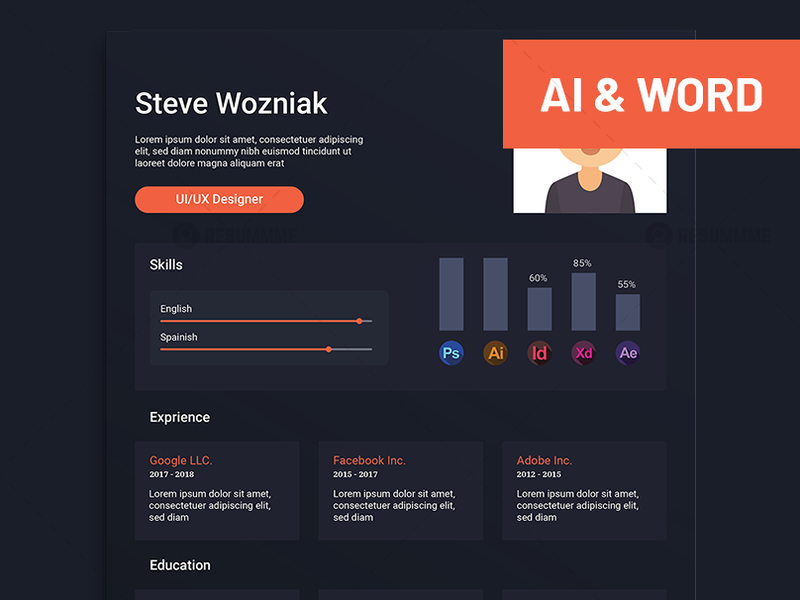 AI & WORD
Steve Wozniak
Lorem ipsum dolor sit amet, consectetuer adipiscing
elit, sed diam nonummy nibh euismod tincidunt ut
laoreet dolore magna aliquam erat
UI/UX Designer
Skills
English
Spainish
60%
85%
55%
Ps
Ai
Id
Xd
Ae
Exprience
Google LLC.
2017 - 2018
Lorem ipsum dolor sit amet,
consectetuer adipiscing elit,
sed diam
Facebook Inc.
2015 - 2017
Lorem ipsum dolor sit amet,
consectetuer adipiscing elit,
sed diam
Adobe Inc.
2012 - 2015
Lorem ipsum dolor sit amet,
consectetuer adipiscing elit,
sed diam
Education